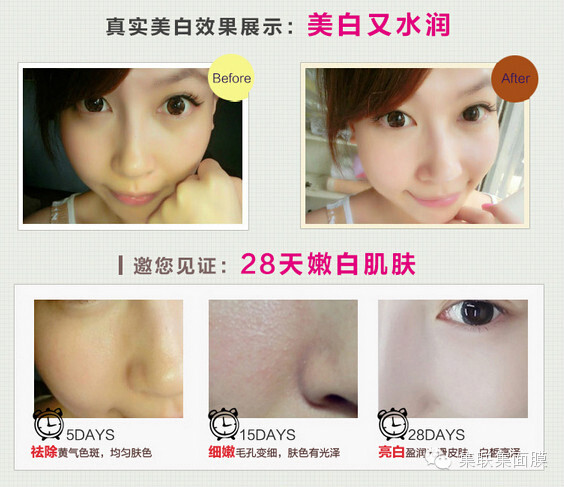 真实美白效果展示：美白又水润
Before
After
邀您见证：28天嫩白肌肤
5DAYS
祛除黄气色斑，均匀肤色
15DAYS
细嫩毛孔变细，肤色有光泽
28DAYS
亮白盈润
集联集面膜